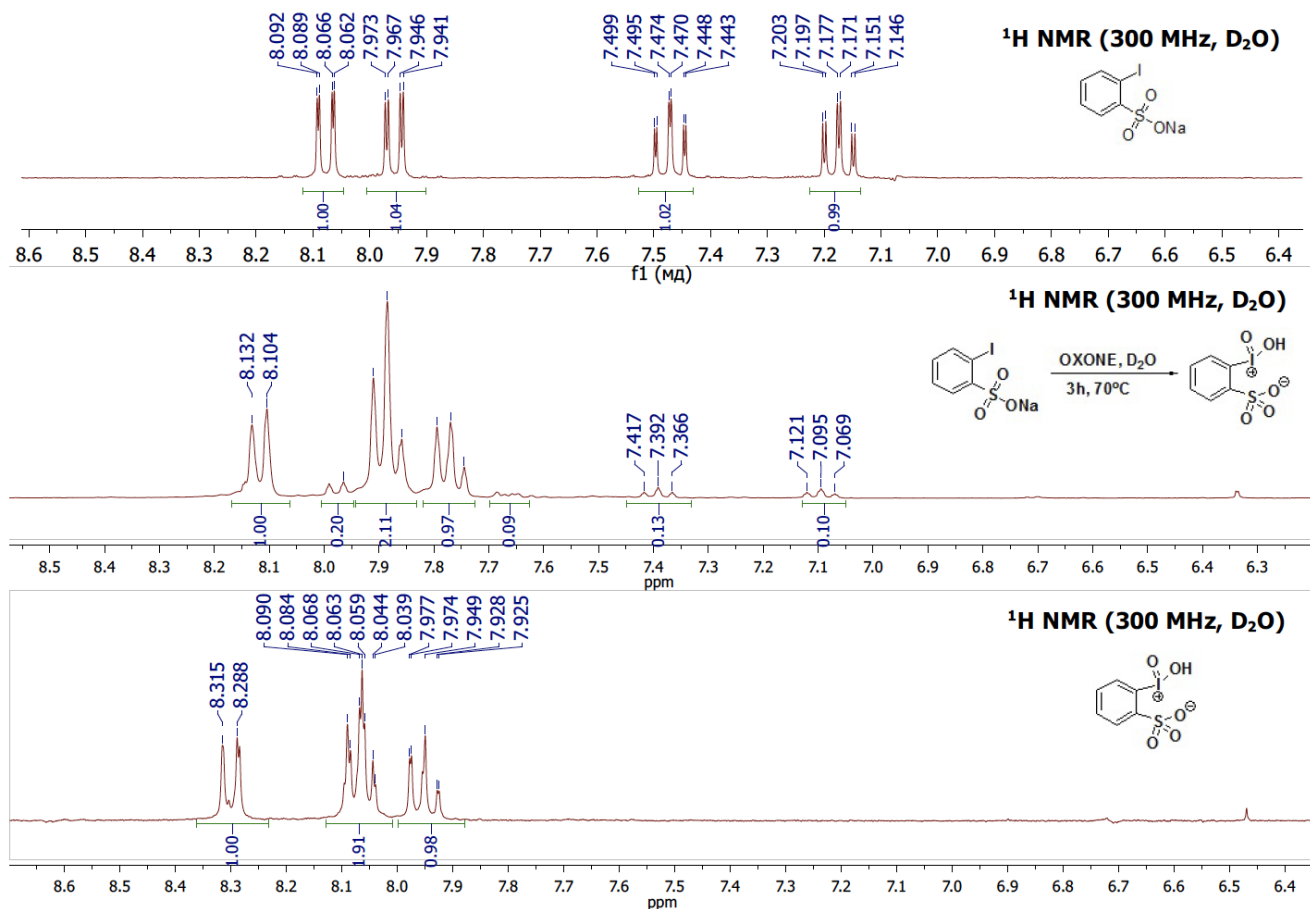 8.092 8.089 8.066 8.062 7.973 7.967 7.946 7.941 7.499 7.495 7.474 7.470 7.448 7.443 7.203 7.197 7.177 7.171 7.151 7.146
¹H NMR (300 MHz, D₂O)
I
O
S
O
ONa
1.00 1.04 1.02 0.99
8.6 8.5 8.4 8.3 8.2 8.1 8.0 7.9 7.8 7.7 7.6 7.5 7.4 7.3 7.2 7.1 7.0 6.9 6.8 6.7 6.6 6.5 6.4
f1 (мд)
¹H NMR (300 MHz, D₂O)
8.132 8.104 7.417 7.392 7.366 7.121 7.095 7.069
I
O
S
O
ONa
OXONE, D₂O
3h, 70ºC
O
I
OH
⊕
O
⊖
S
O
O
1.00 0.20 2.11 0.97 0.09 0.13 0.10
8.5 8.4 8.3 8.2 8.1 8.0 7.9 7.8 7.7 7.6 7.5 7.4 7.3 7.2 7.1 7.0 6.9 6.8 6.7 6.6 6.5 6.4 6.3
ppm
8.315 8.288 8.090 8.084 8.068 8.063 8.059 8.044 8.039 7.977 7.974 7.949 7.928 7.925
¹H NMR (300 MHz, D₂O)
O
I
OH
⊕
O
⊖
S
O
O
1.00 1.91 0.98
8.6 8.5 8.4 8.3 8.2 8.1 8.0 7.9 7.8 7.7 7.6 7.5 7.4 7.3 7.2 7.1 7.0 6.9 6.8 6.7 6.6 6.5 6.4
ppm